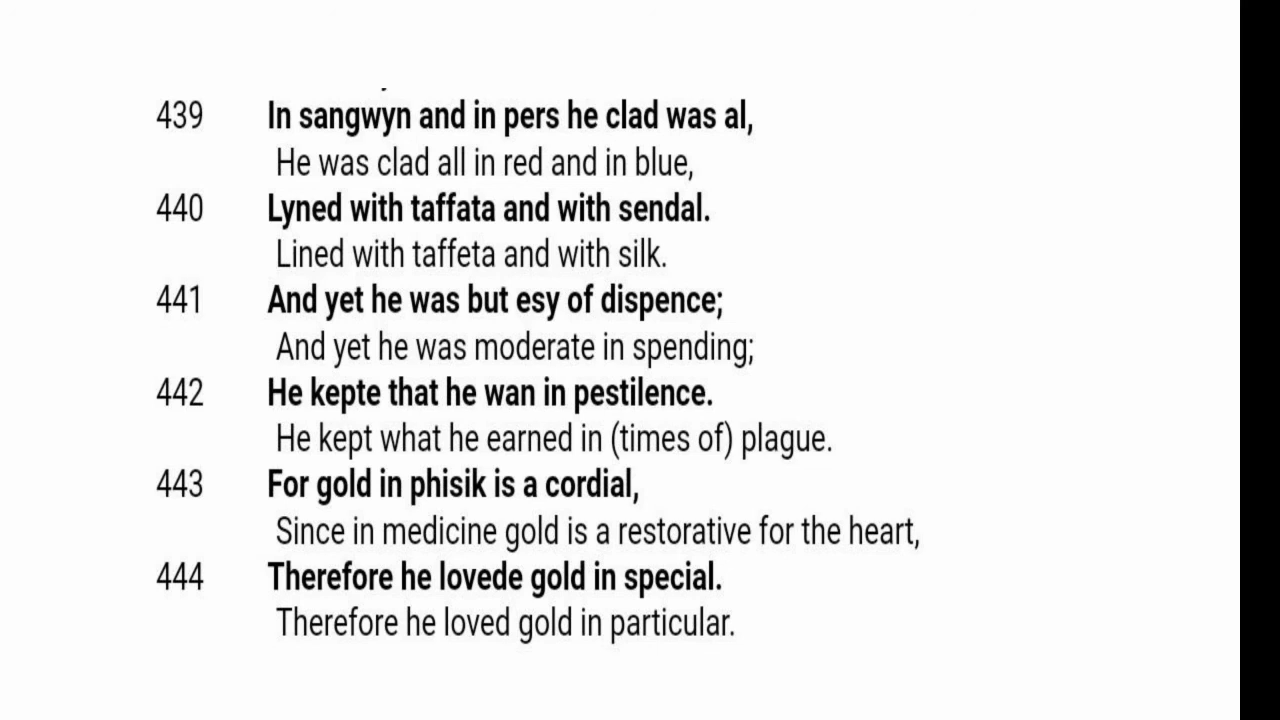 439 In sangwyn and in pers he clad was al,
He was clad all in red and in blue,
440 Lyned with taffata and with sendal.
Lined with taffeta and with silk.
441 And yet he was but esy of dispence;
And yet he was moderate in spending;
442 He kepte that he wan in pestilence.
He kept what he earned in (times of) plague.
443 For gold in phisik is a cordial,
Since in medicine gold is a restorative for the heart,
444 Therefore he lovede gold in special.
Therefore he loved gold in particular.